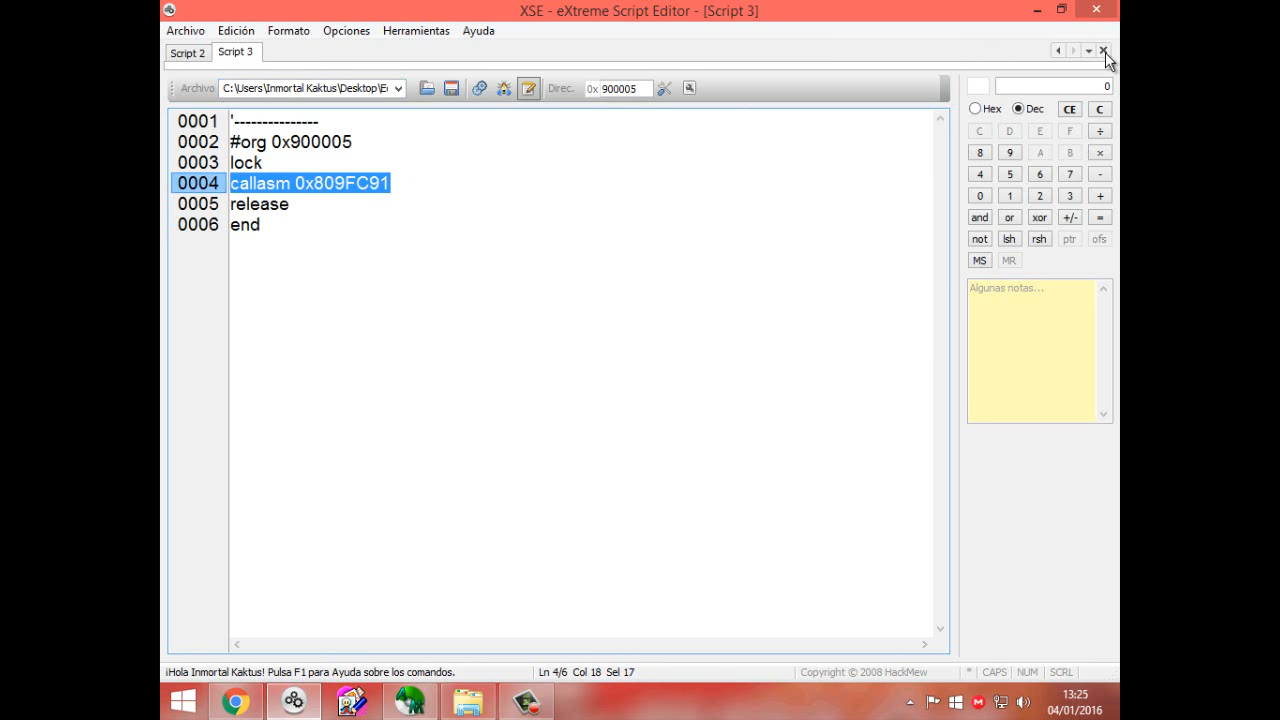 XSE - eXtreme Script Editor - [Script 3]
Archivo Edición Formato Opciones Herramientas Ayuda
Script 2 Script 3
Archivo C:\Users\Inmortal Kaktus\Desktop\E Direc. 0x 900005
0
Hex Dec CE C
C D E F ÷
8 9 A B ×
4 5 6 7 -
0 1 2 3 +
and or xor +/- =
not lsh rsh ptr ofs
MS MR
Algunas notas...
0001 '---------------
0002 #org 0x900005
0003 lock
0004 callasm 0x809FC91
0005 release
0006 end
¡Hola Inmortal Kaktus! Pulsa F1 para Ayuda sobre los comandos. Ln 4/6 Col 18 Sel 17 Copyright © 2008 HackMew * CAPS NUM SCRL
13:25
04/01/2016